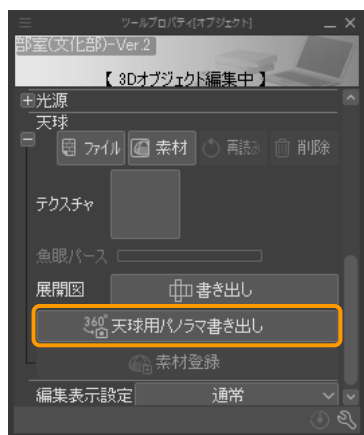 ツールプロパティ[オブジェクト]
部室(文化部)-Ver.2
【 3Dオブジェクト編集中 】
光源
天球
ファイル 素材 再読み 削除
テクスチャ
魚眼パース
展開図 書き出し
360° 天球用パノラマ書き出し
素材登録
編集表示設定 通常